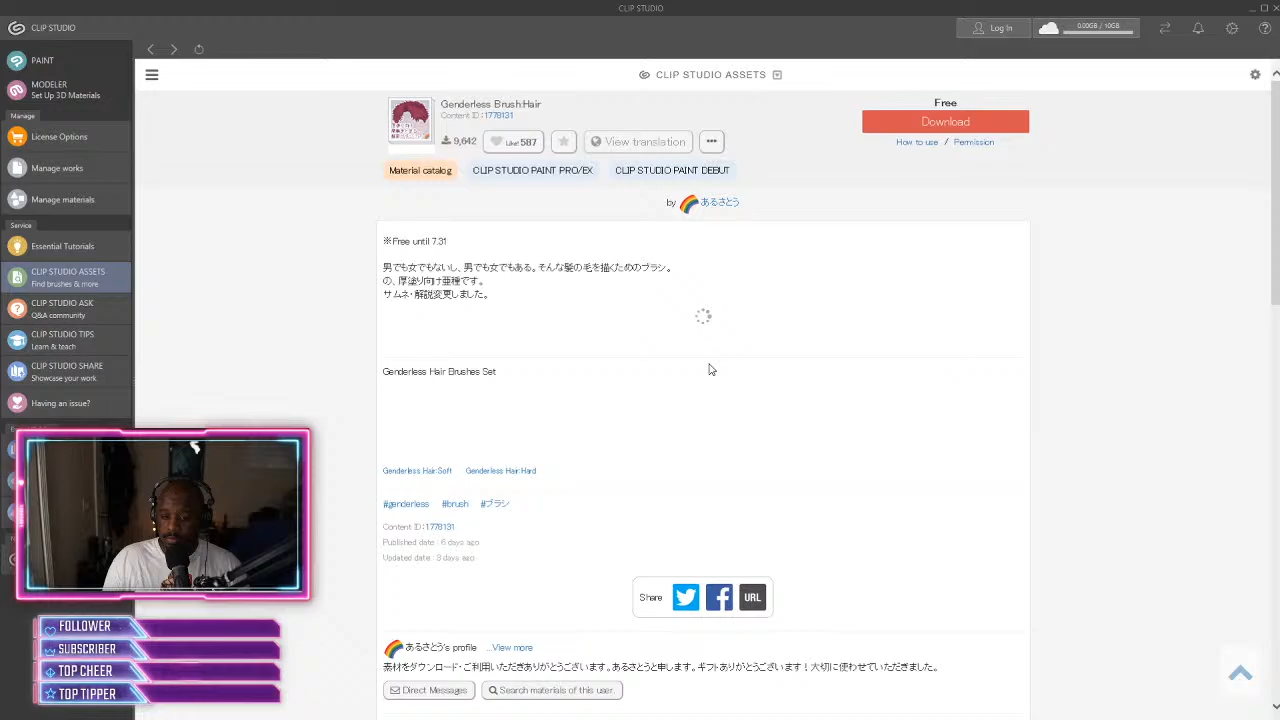 CLIP STUDIO
CLIP STUDIO
Log In
0.00GB / 10GB
PAINT
MODELER
Set Up 3D Materials
Manage
License Options
Manage works
Manage materials
Service
Essential Tutorials
CLIP STUDIO ASSETS
Find brushes & more
CLIP STUDIO ASK
Q&A community
CLIP STUDIO TIPS
Learn & teach
CLIP STUDIO SHARE
Showcase your work
Having an issue?
CLIP STUDIO ASSETS
Genderless Brush:Hair
Content ID:1778131
9,642
Like! 587
View translation
Free
Download
How to use / Permission
Material catalog
CLIP STUDIO PAINT PRO/EX
CLIP STUDIO PAINT DEBUT
by あるさとう
※Free until 7.31
男でも女でもないし、男でも女でもある。そんな髪の毛を描くためのブラシ。
の、厚塗り向け亜種です。
サムネ・解説変更しました。
Genderless Hair Brushes Set
Genderless Hair:Soft Genderless Hair:Hard
#genderless #brush #ブラシ
Content ID:1778131
Published date : 6 days ago
Updated date : 3 days ago
Share
URL
あるさとう's profile ...View more
素材をダウンロード・ご利用いただきありがとうございます。あるさとうと申します。ギフトありがとうございます！大切に使わせていただきました。
Direct Messages
Search materials of this user.
FOLLOWER
SUBSCRIBER
TOP CHEER
TOP TIPPER